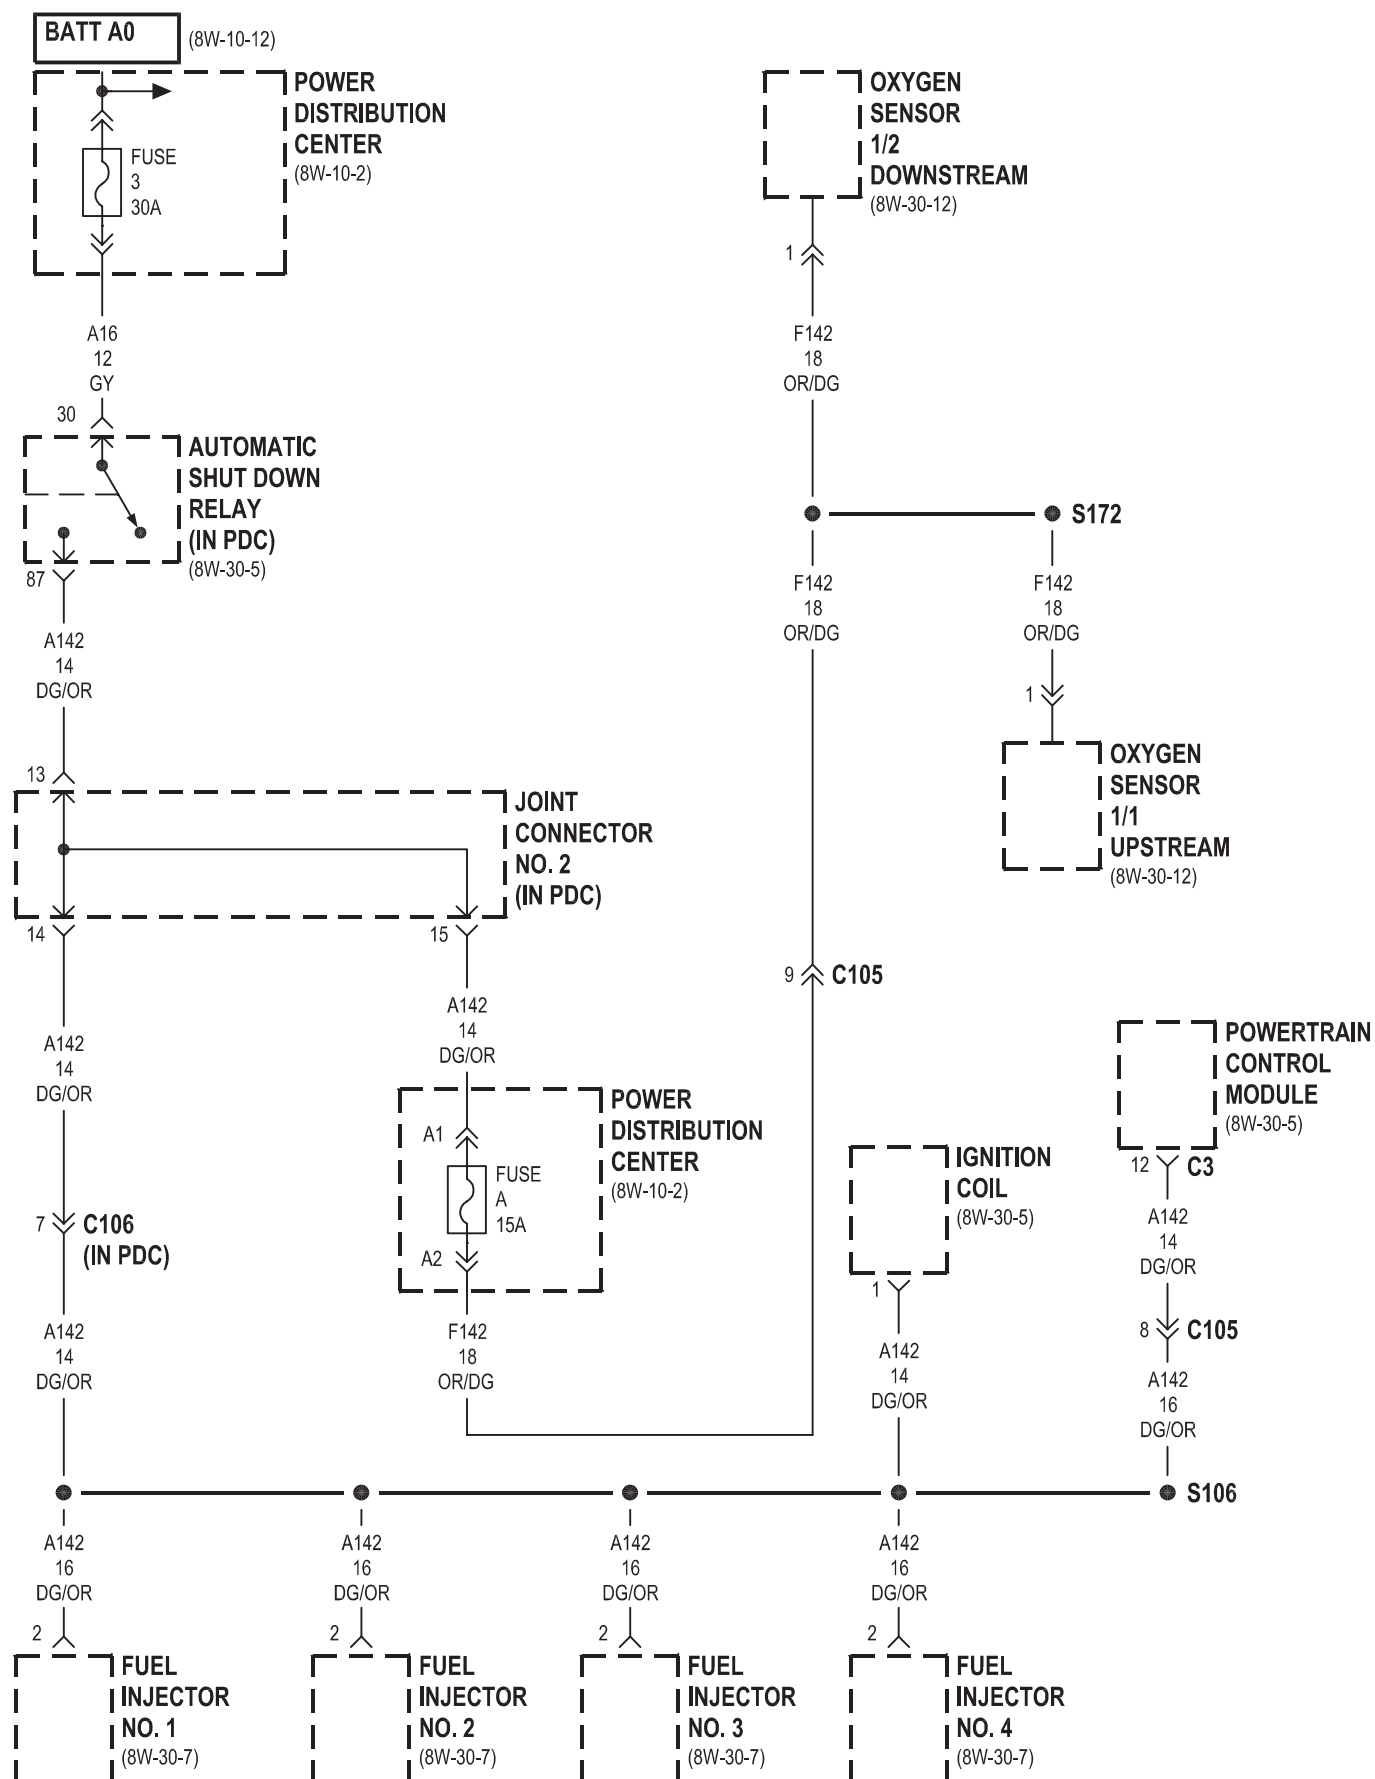 BATT A0
(8W-10-12)
POWER
DISTRIBUTION
CENTER
(8W-10-2)
FUSE
3
30A
A16
12
GY
30
AUTOMATIC
SHUT DOWN
RELAY
(IN PDC)
(8W-30-5)
87
A142
14
DG/OR
13
JOINT
CONNECTOR
NO. 2
(IN PDC)
14
15
A142
14
DG/OR
7
C106
(IN PDC)
A142
14
DG/OR
A142
14
DG/OR
POWER
DISTRIBUTION
CENTER
(8W-10-2)
A1
FUSE
A
15A
A2
F142
18
OR/DG
OXYGEN
SENSOR
1/2
DOWNSTREAM
(8W-30-12)
1
F142
18
OR/DG
S172
F142
18
OR/DG
F142
18
OR/DG
1
OXYGEN
SENSOR
1/1
UPSTREAM
(8W-30-12)
9
C105
POWERTRAIN
CONTROL
MODULE
(8W-30-5)
12
C3
A142
14
DG/OR
8
C105
A142
16
DG/OR
IGNITION
COIL
(8W-30-5)
1
A142
14
DG/OR
S106
A142
16
DG/OR
2
FUEL
INJECTOR
NO. 1
(8W-30-7)
A142
16
DG/OR
2
FUEL
INJECTOR
NO. 2
(8W-30-7)
A142
16
DG/OR
2
FUEL
INJECTOR
NO. 3
(8W-30-7)
A142
16
DG/OR
2
FUEL
INJECTOR
NO. 4
(8W-30-7)